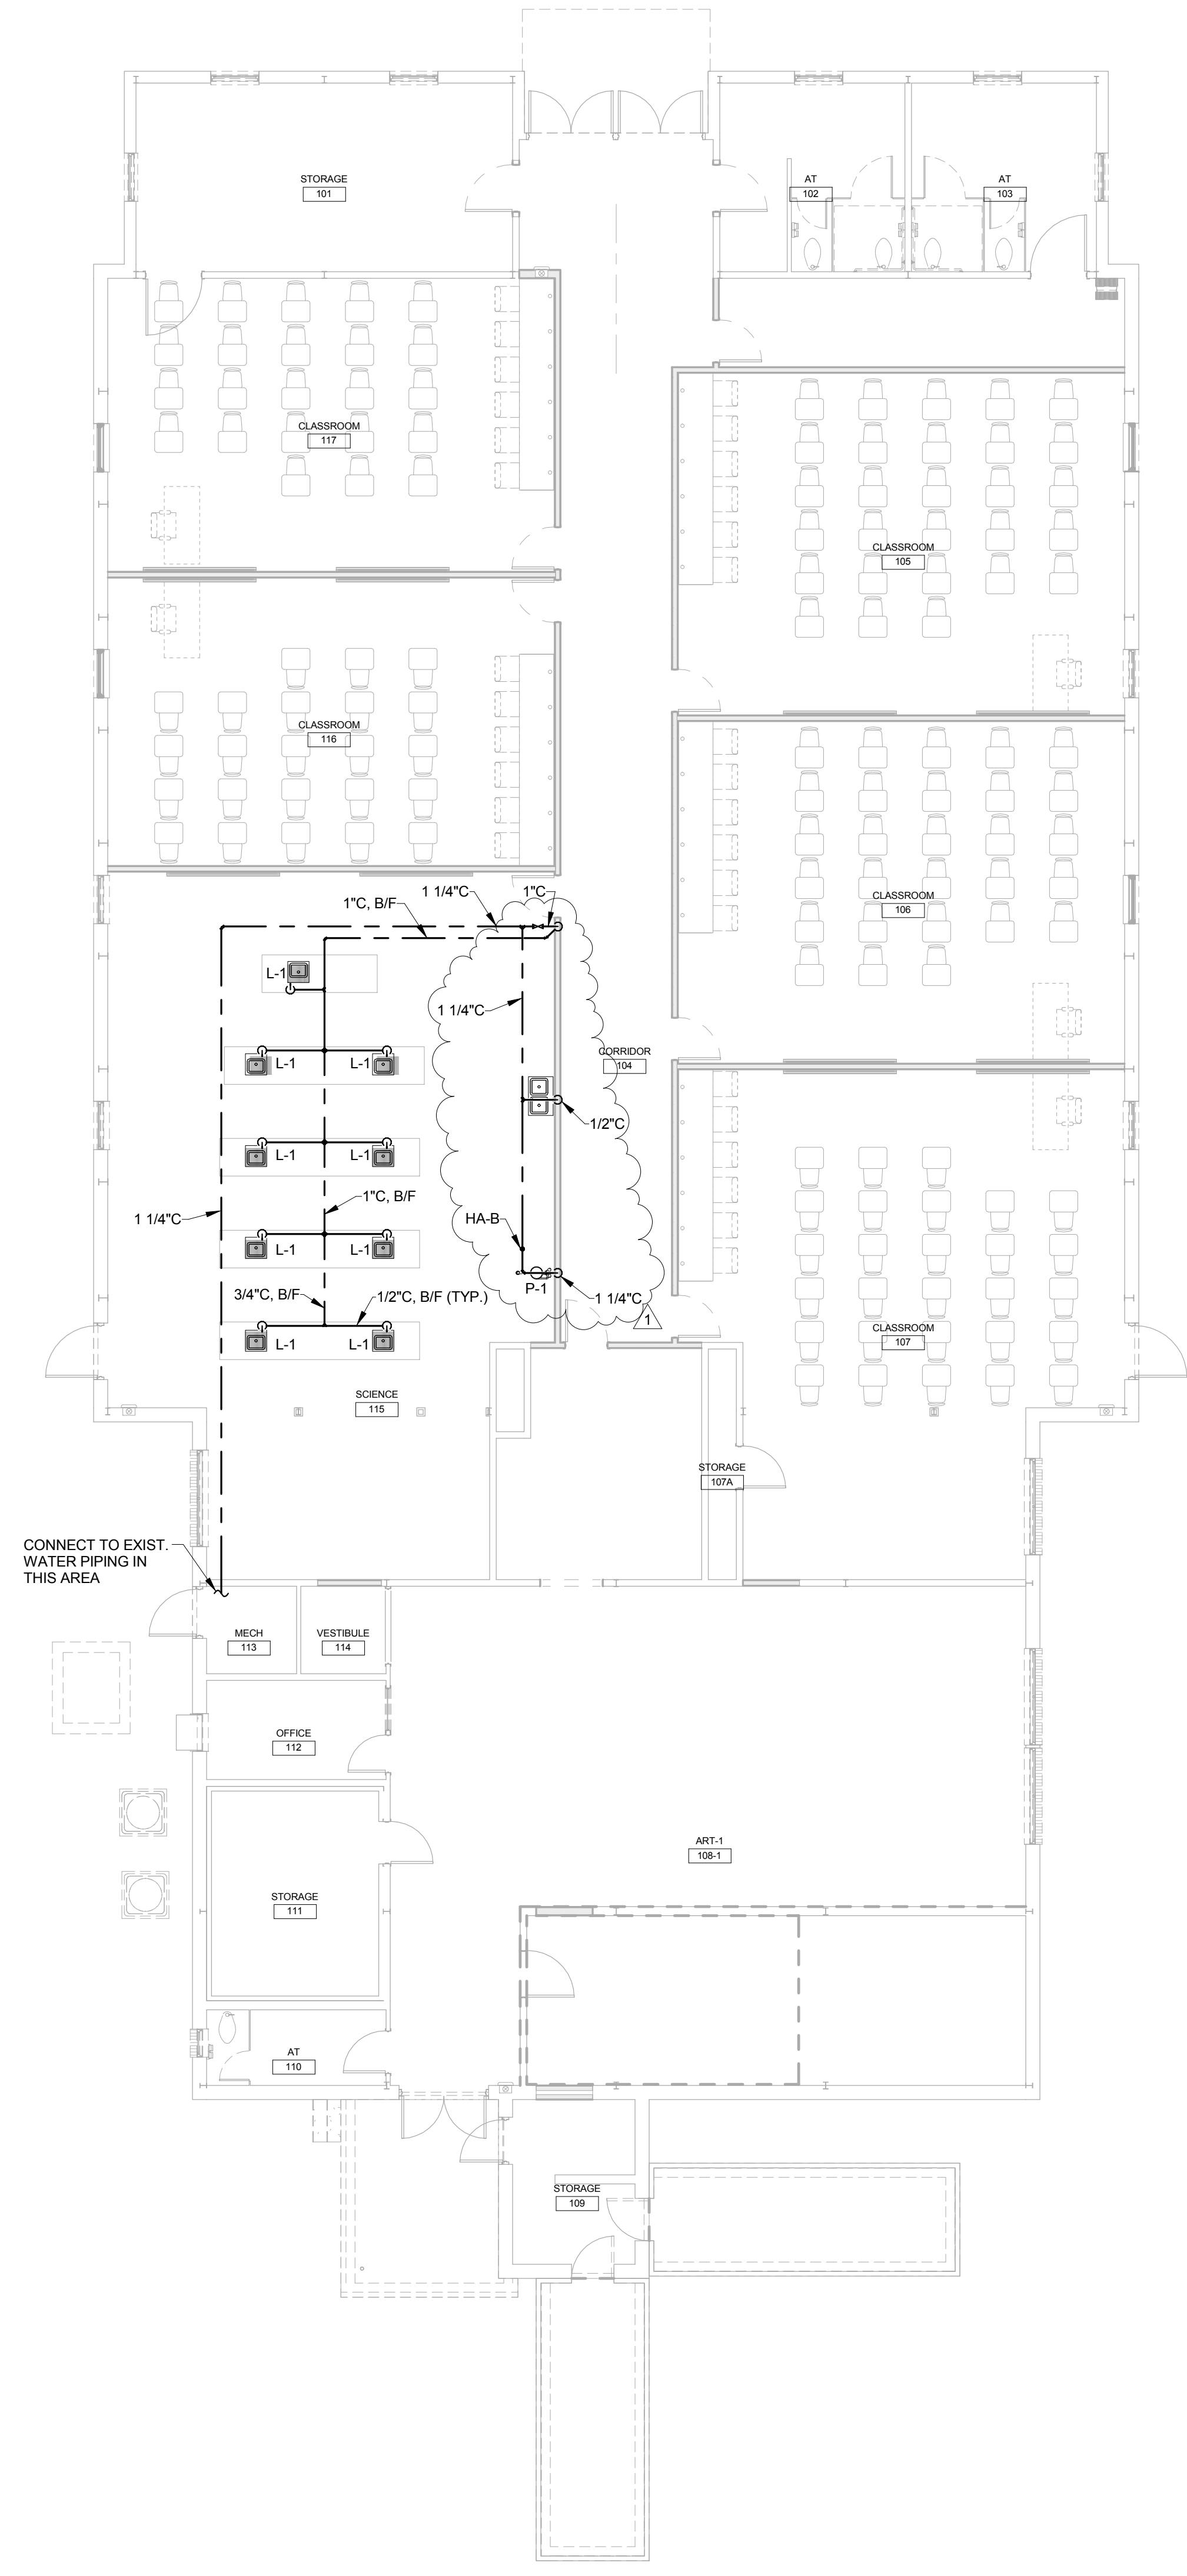 STORAGE
101
AT
102
AT
103
CLASSROOM
117
CLASSROOM
105
CLASSROOM
116
1 1/4"C
1"C
1"C, B/F
CLASSROOM
106
L-1
1 1/4"C
CORRIDOR
104
L-1
L-1
1/2"C
L-1
L-1
1"C, B/F
1 1/4"C
HA-B
L-1
L-1
P-1
3/4"C, B/F
1/2"C, B/F (TYP.)
1 1/4"C
1
L-1
L-1
CLASSROOM
107
SCIENCE
115
STORAGE
107A
CONNECT TO EXIST.
WATER PIPING IN
THIS AREA
MECH
113
VESTIBULE
114
OFFICE
112
ART-1
108-1
STORAGE
111
AT
110
STORAGE
109